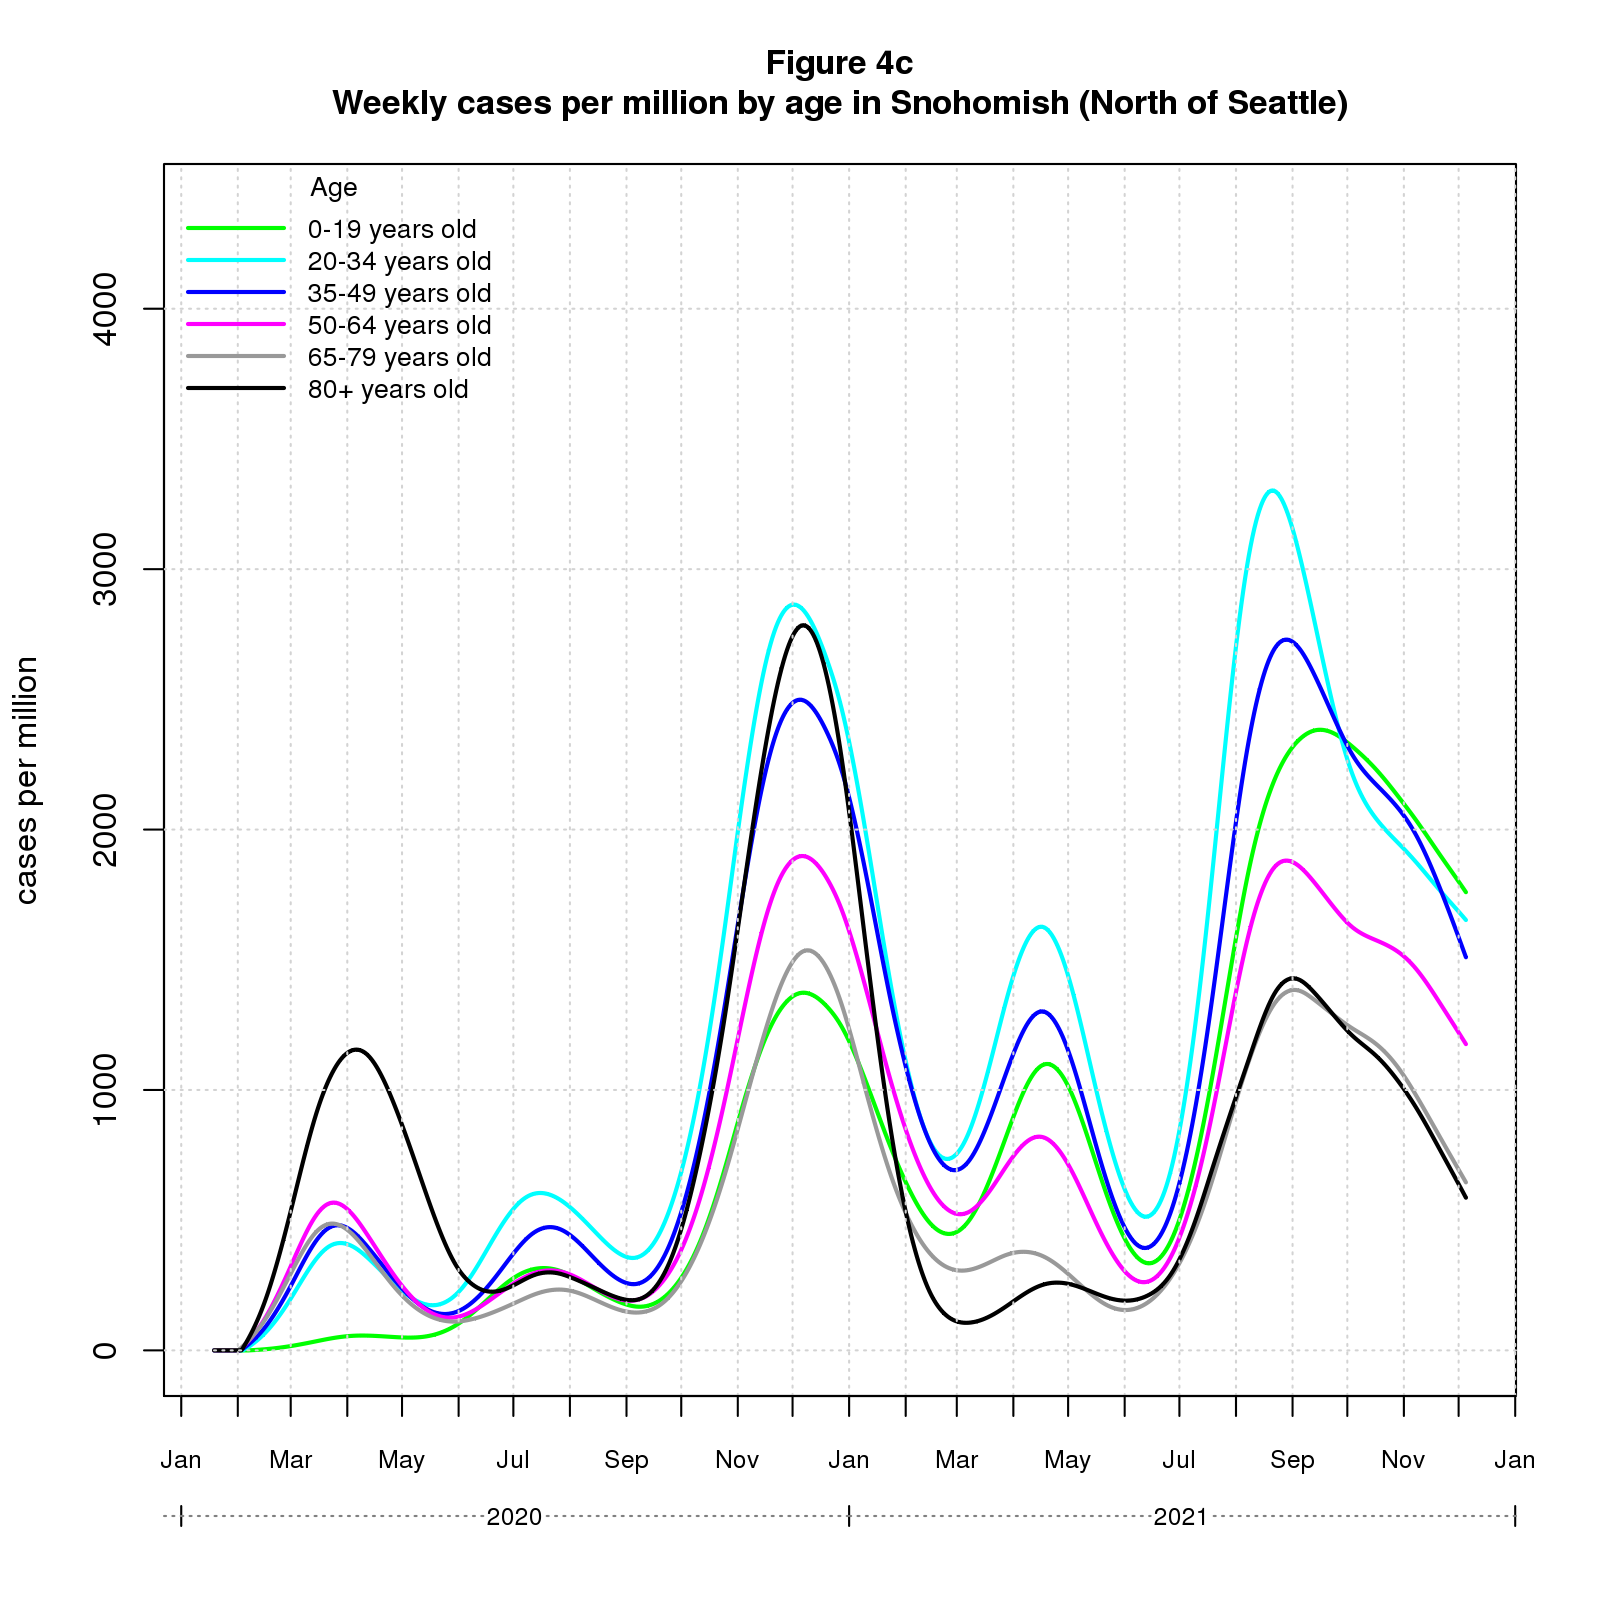 Figure 4c
Weekly cases per million by age in Snohomish (North of Seattle)
Age
0-19 years old
20-34 years old
35-49 years old
50-64 years old
65-79 years old
80+ years old
cases per million
4000
3000
2000
1000
0
Jan Mar May Jul Sep Nov Jan Mar May Jul Sep Nov Jan
2020 2021